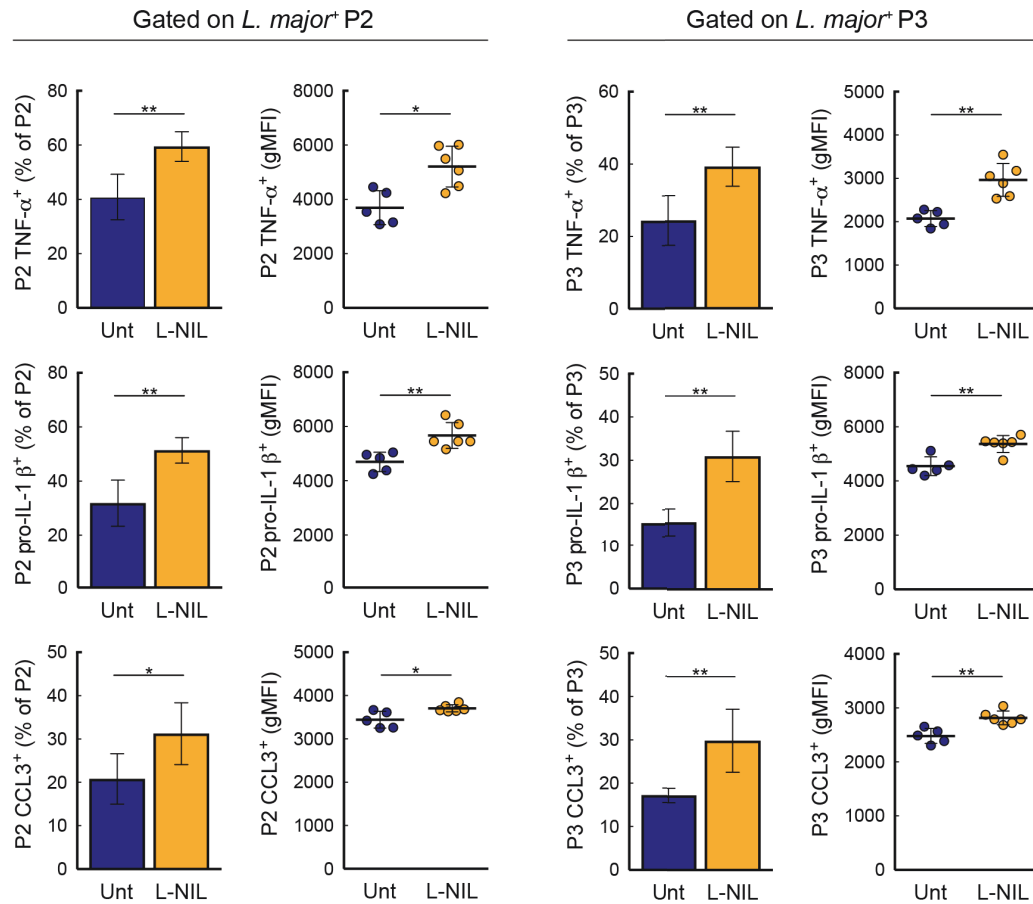 Gated on L. major⁺ P2
Gated on L. major⁺ P3
P2 TNF-α⁺ (% of P2)
80
60
40
20
0
**
Unt L-NIL
P2 TNF-α⁺ (gMFI)
8000
6000
4000
2000
0
*
Unt L-NIL
P3 TNF-α⁺ (% of P3)
60
40
20
0
**
Unt L-NIL
P3 TNF-α⁺ (gMFI)
5000
4000
3000
2000
1000
0
**
Unt L-NIL
P2 pro-IL-1 β⁺ (% of P2)
80
60
40
20
0
**
Unt L-NIL
P2 pro-IL-1 β⁺ (gMFI)
8000
6000
4000
2000
0
**
Unt L-NIL
P3 pro-IL-1 β⁺ (% of P3)
50
40
30
20
10
0
**
Unt L-NIL
P3 pro-IL-1 β⁺ (gMFI)
8000
6000
4000
2000
0
**
Unt L-NIL
P2 CCL3⁺ (% of P2)
50
40
30
20
10
0
*
Unt L-NIL
P2 CCL3⁺ (gMFI)
5000
4000
3000
2000
1000
0
*
Unt L-NIL
P3 CCL3⁺ (% of P3)
50
40
30
20
10
0
**
Unt L-NIL
P3 CCL3⁺ (gMFI)
4000
3000
2000
1000
0
**
Unt L-NIL